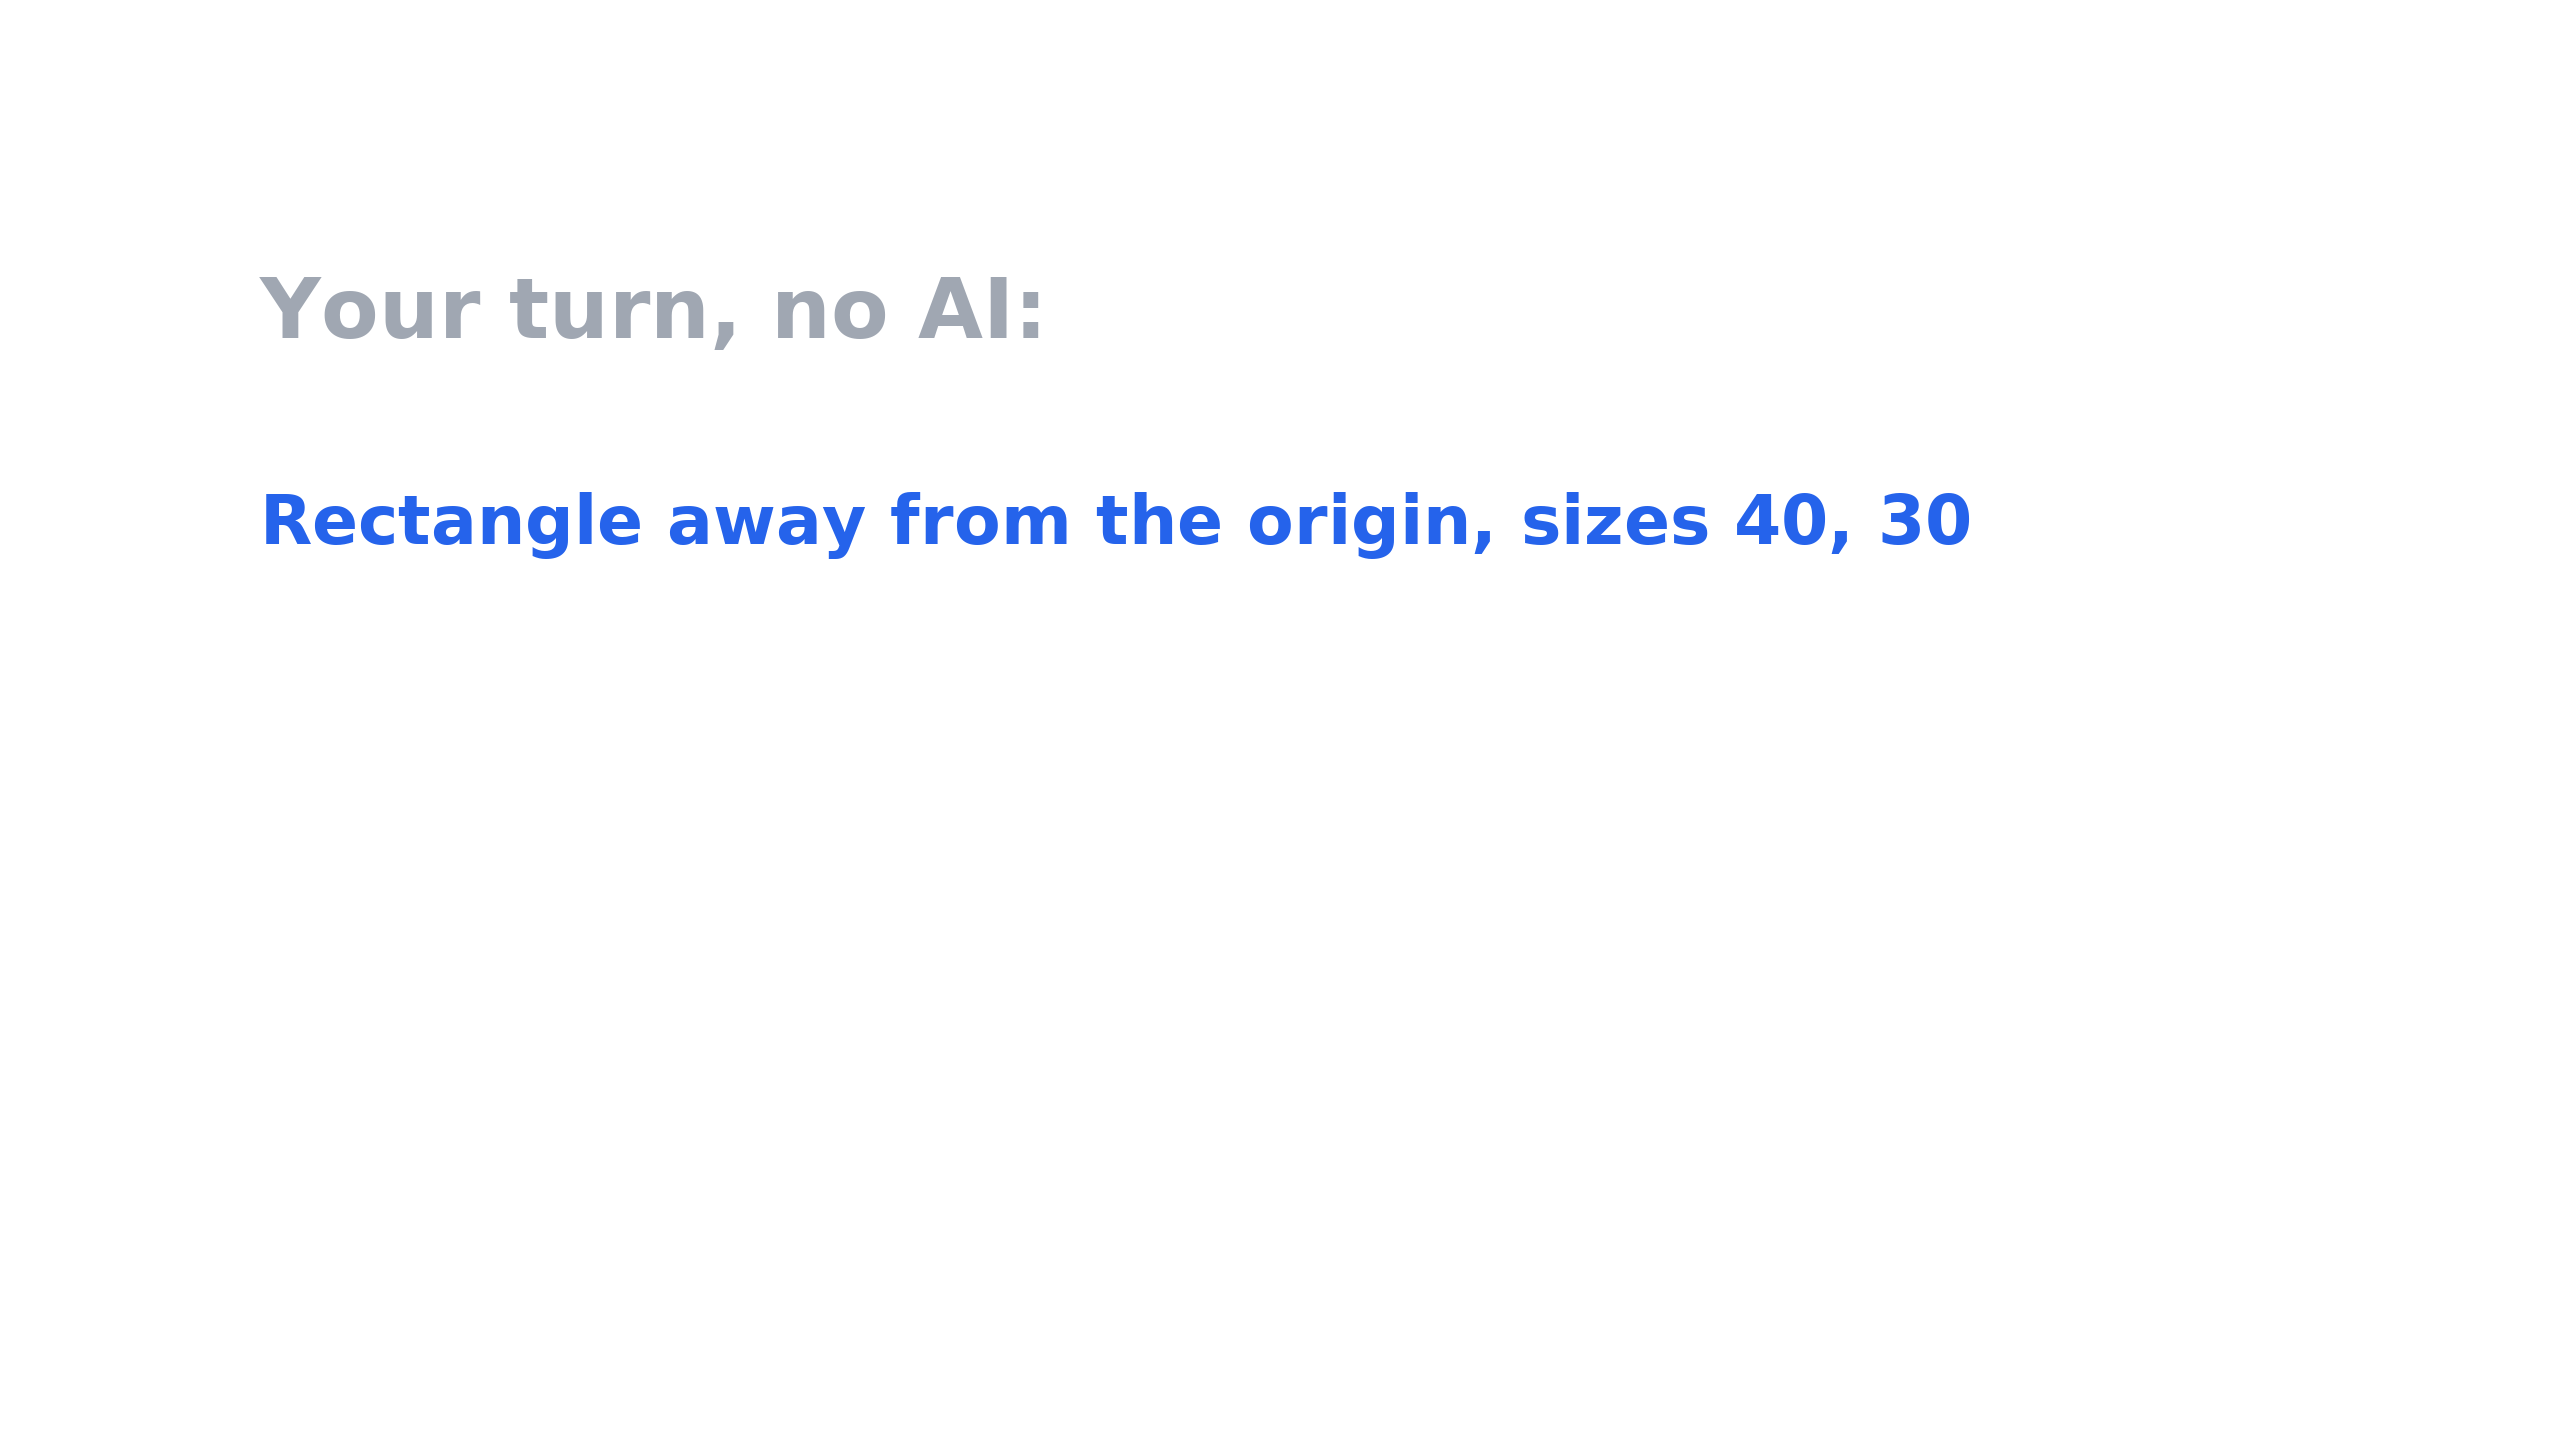 Your turn, no AI:
Rectangle away from the origin, sizes 40, 30